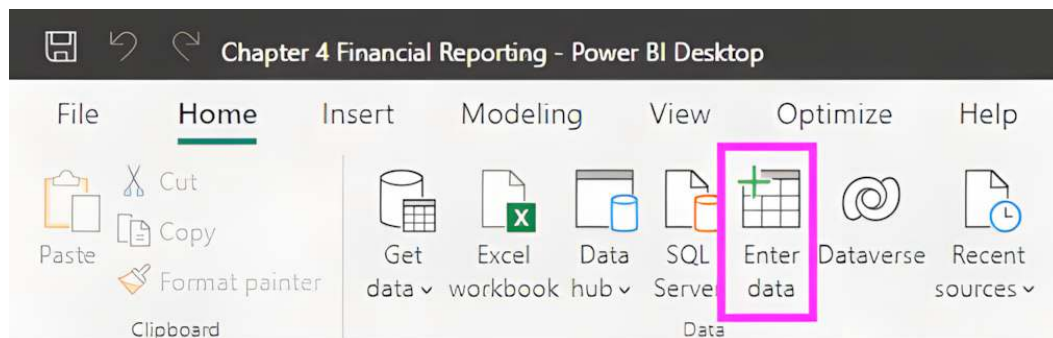 Chapter 4 Financial Reporting - Power BI Desktop
File Home Insert Modeling View Optimize Help
Paste
Cut
Copy
Format painter
Clipboard
Get data
Excel workbook
X
Data hub
SQL Server
Enter data
Dataverse
Recent sources
Data